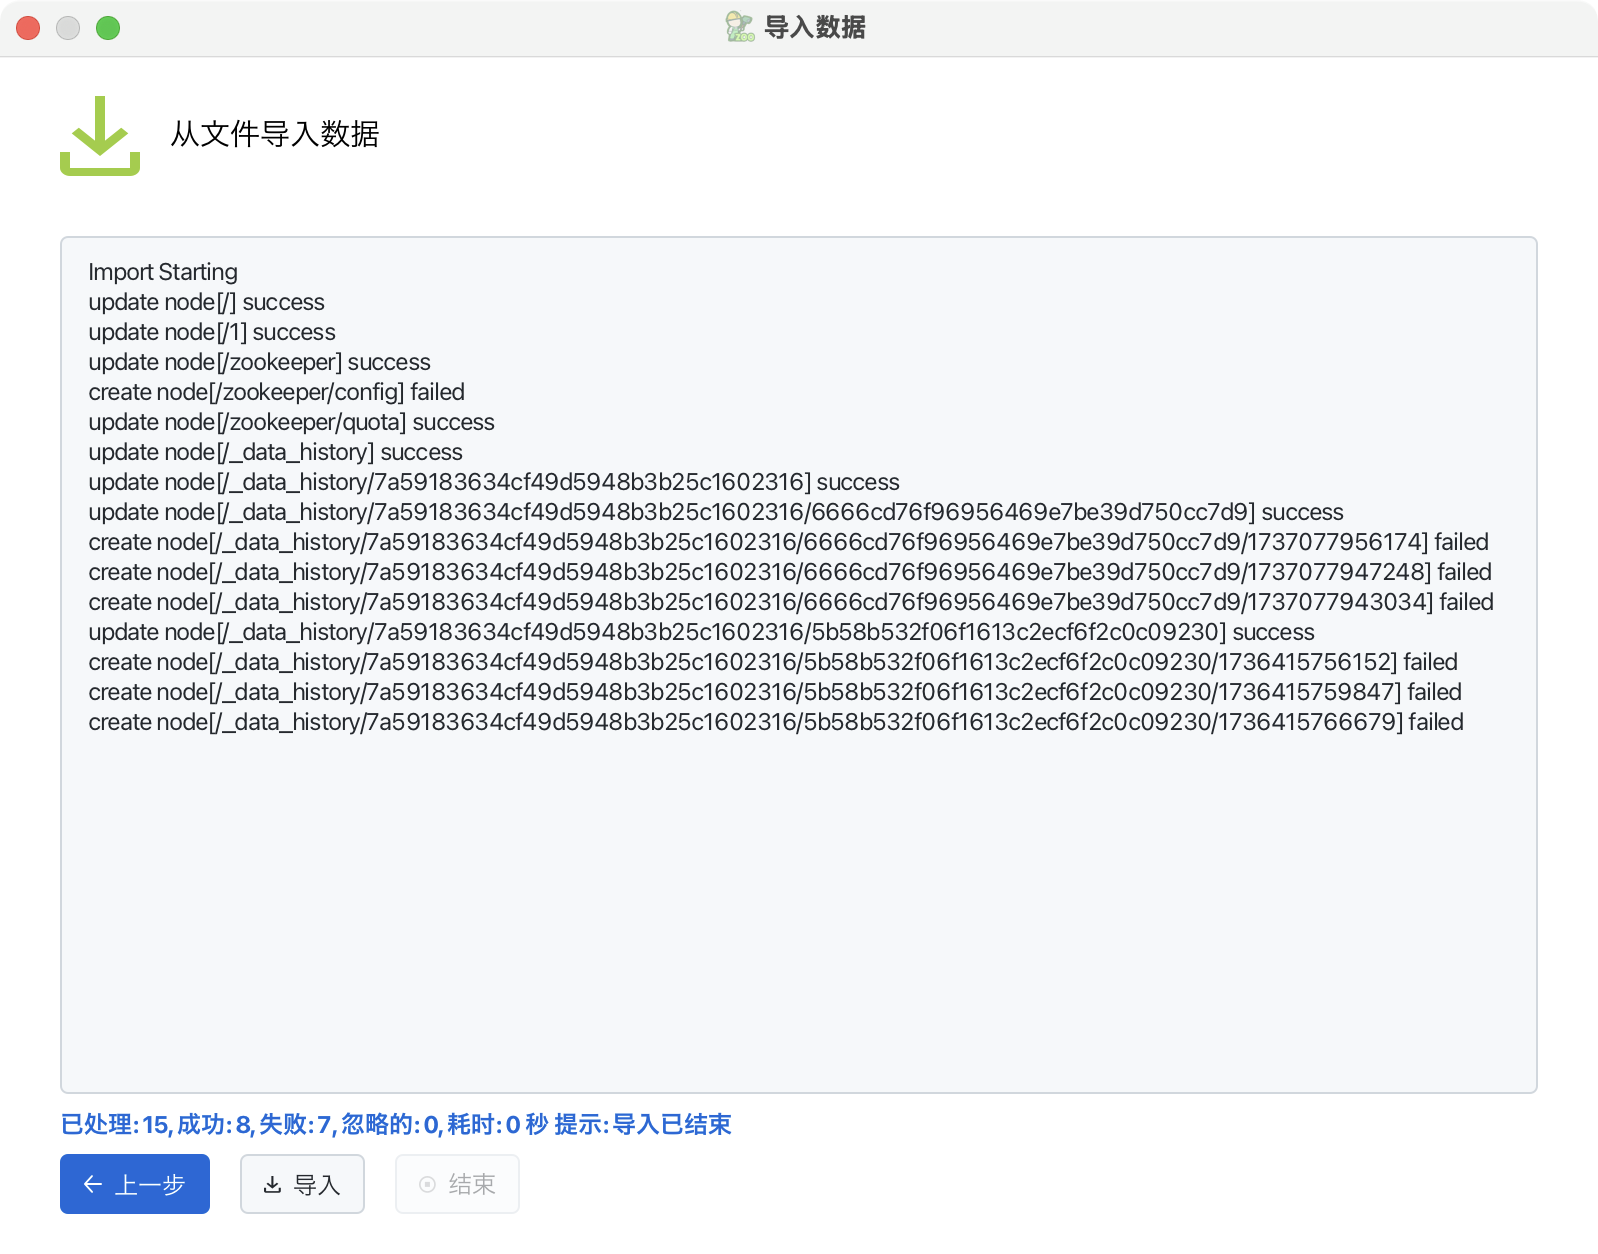 导入数据
从文件导入数据
Import Starting
update node[/] success
update node[/1] success
update node[/zookeeper] success
create node[/zookeeper/config] failed
update node[/zookeeper/quota] success
update node[/_data_history] success
update node[/_data_history/7a59183634cf49d5948b3b25c1602316] success
update node[/_data_history/7a59183634cf49d5948b3b25c1602316/6666cd76f96956469e7be39d750cc7d9] success
create node[/_data_history/7a59183634cf49d5948b3b25c1602316/6666cd76f96956469e7be39d750cc7d9/1737077956174] failed
create node[/_data_history/7a59183634cf49d5948b3b25c1602316/6666cd76f96956469e7be39d750cc7d9/1737077947248] failed
create node[/_data_history/7a59183634cf49d5948b3b25c1602316/6666cd76f96956469e7be39d750cc7d9/1737077943034] failed
update node[/_data_history/7a59183634cf49d5948b3b25c1602316/5b58b532f06f1613c2ecf6f2c0c09230] success
create node[/_data_history/7a59183634cf49d5948b3b25c1602316/5b58b532f06f1613c2ecf6f2c0c09230/1736415756152] failed
create node[/_data_history/7a59183634cf49d5948b3b25c1602316/5b58b532f06f1613c2ecf6f2c0c09230/1736415759847] failed
create node[/_data_history/7a59183634cf49d5948b3b25c1602316/5b58b532f06f1613c2ecf6f2c0c09230/1736415766679] failed
已处理:15, 成功:8, 失败:7, 忽略的:0, 耗时:0 秒 提示:导入已结束
上一步
导入
结束